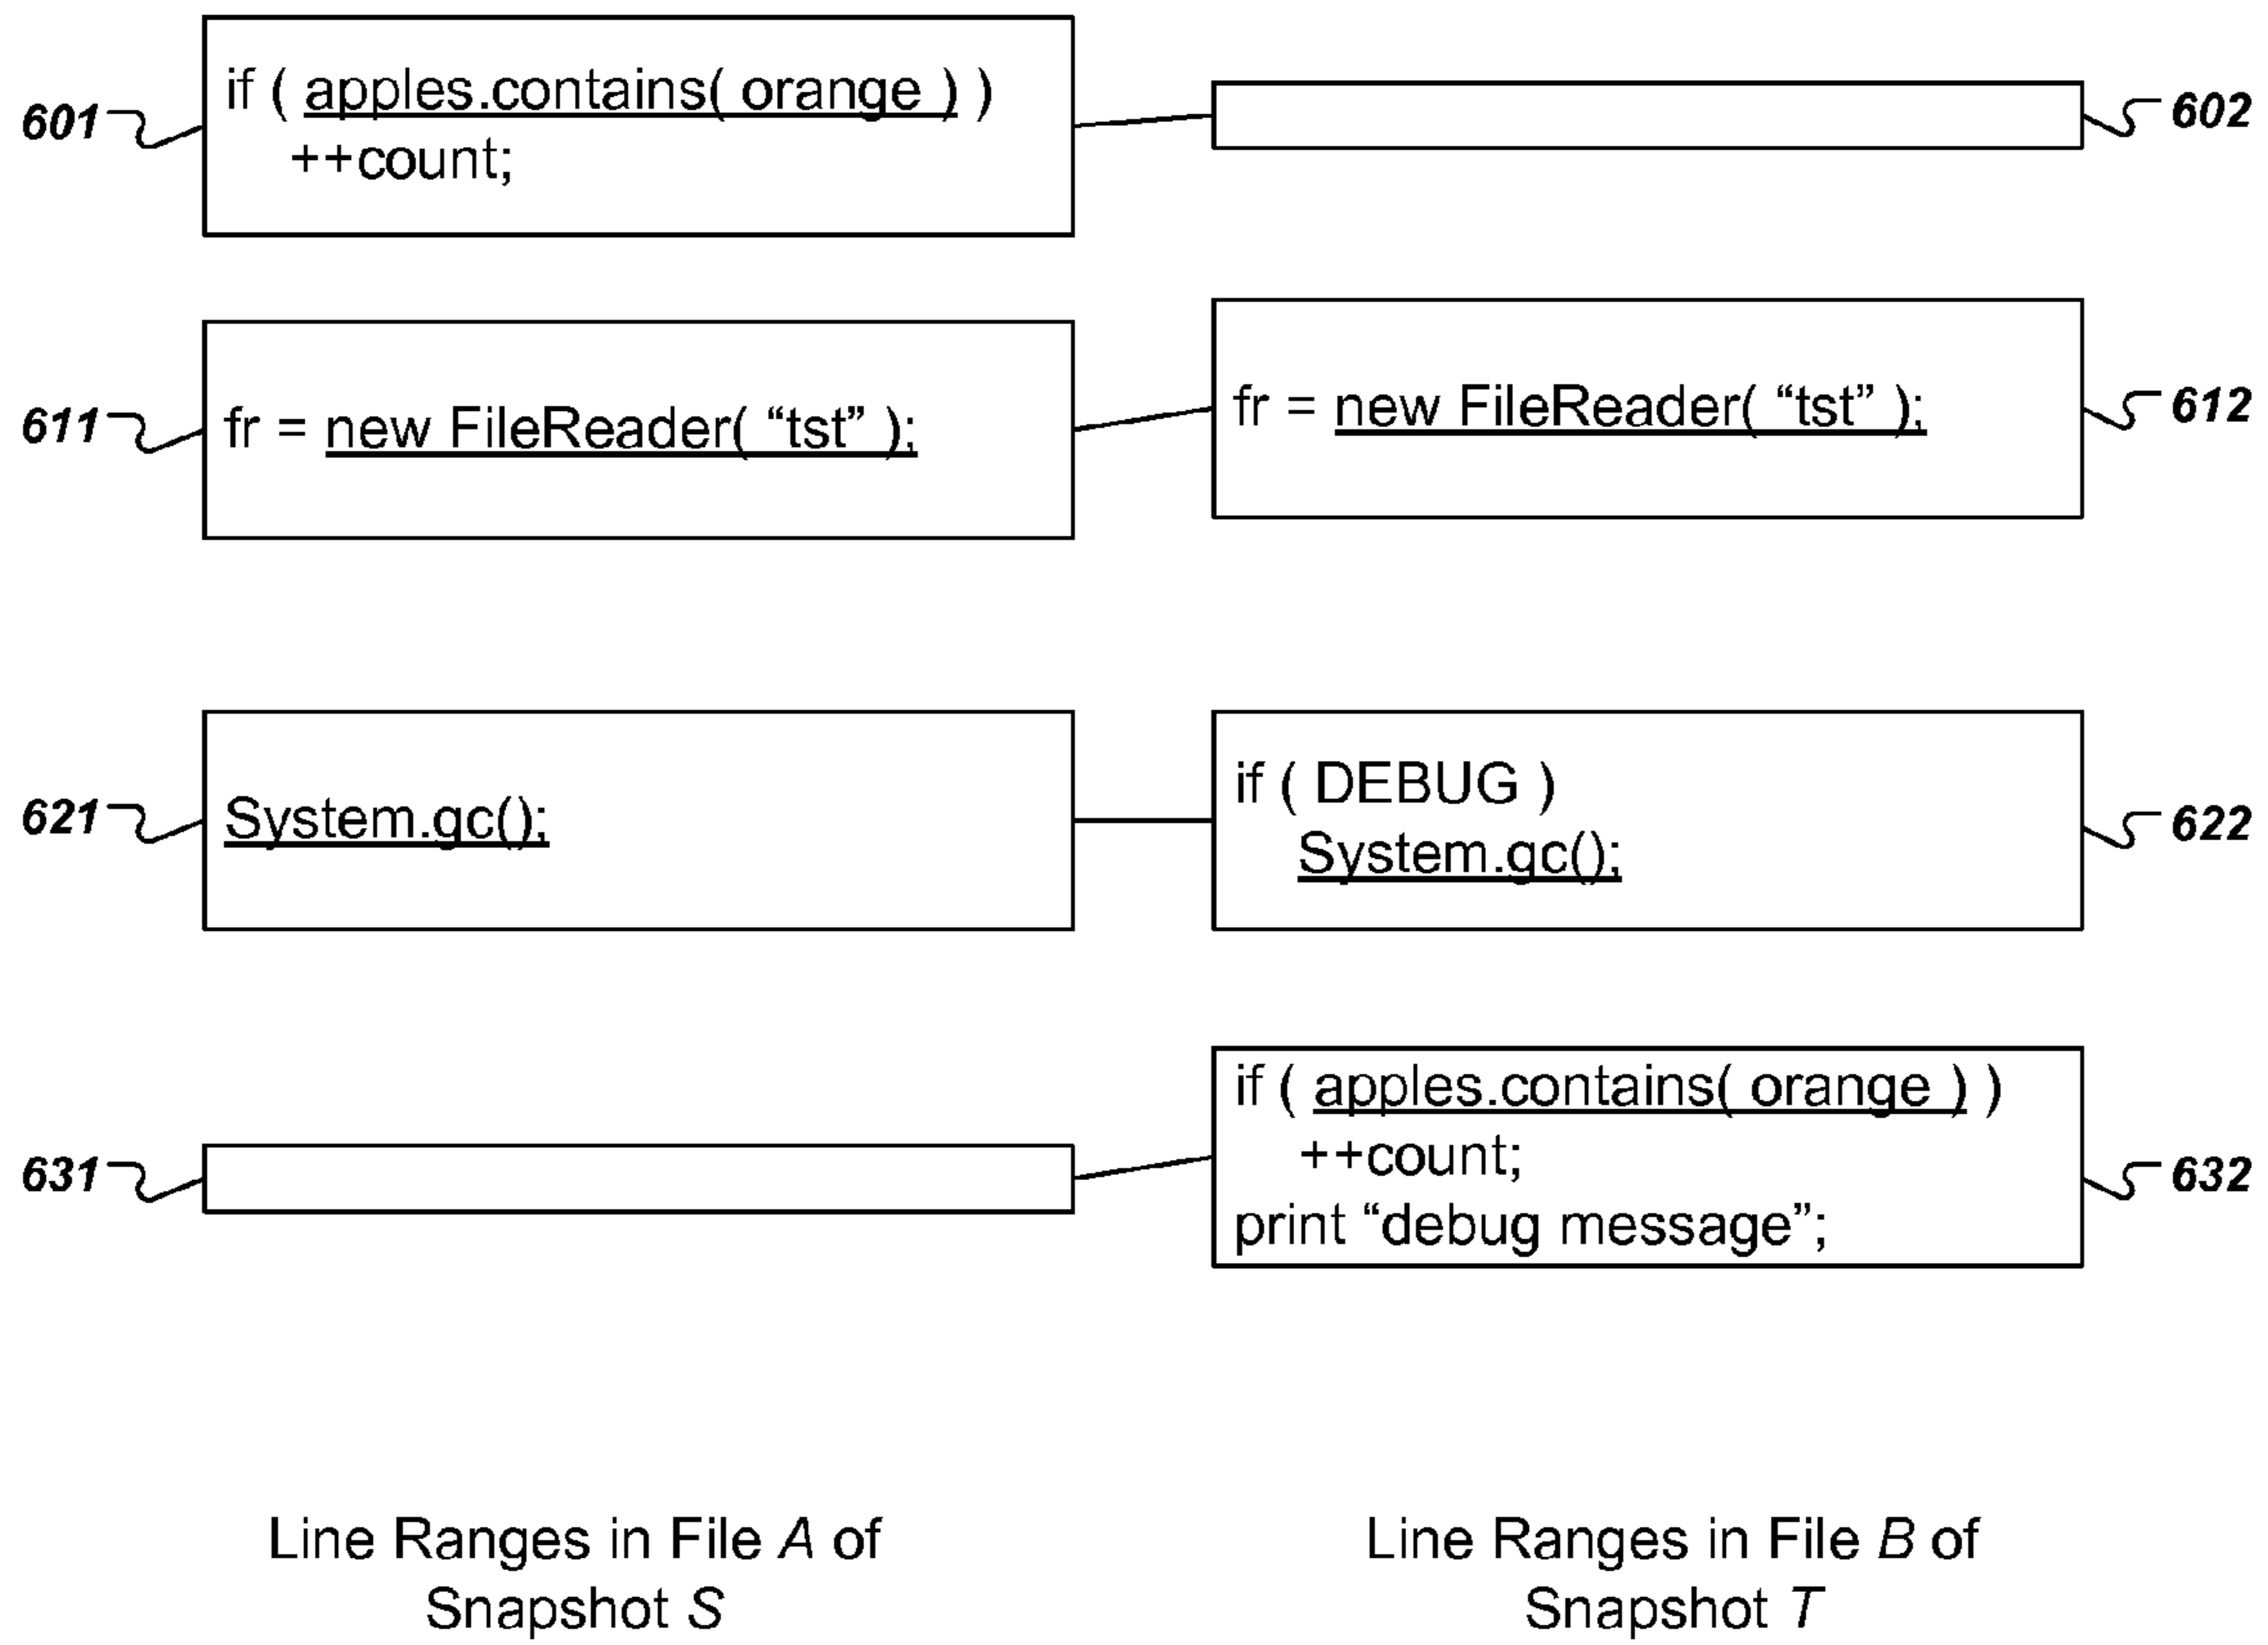 601
if ( apples.contains( orange ) )
++count;
602
611
fr = new FileReader( “tst” );
fr = new FileReader( “tst” );
612
621
System.gc();
if ( DEBUG )
System.gc();
622
631
if ( apples.contains( orange ) )
++count;
print “debug message”;
632
Line Ranges in File A of
Snapshot S
Line Ranges in File B of
Snapshot T